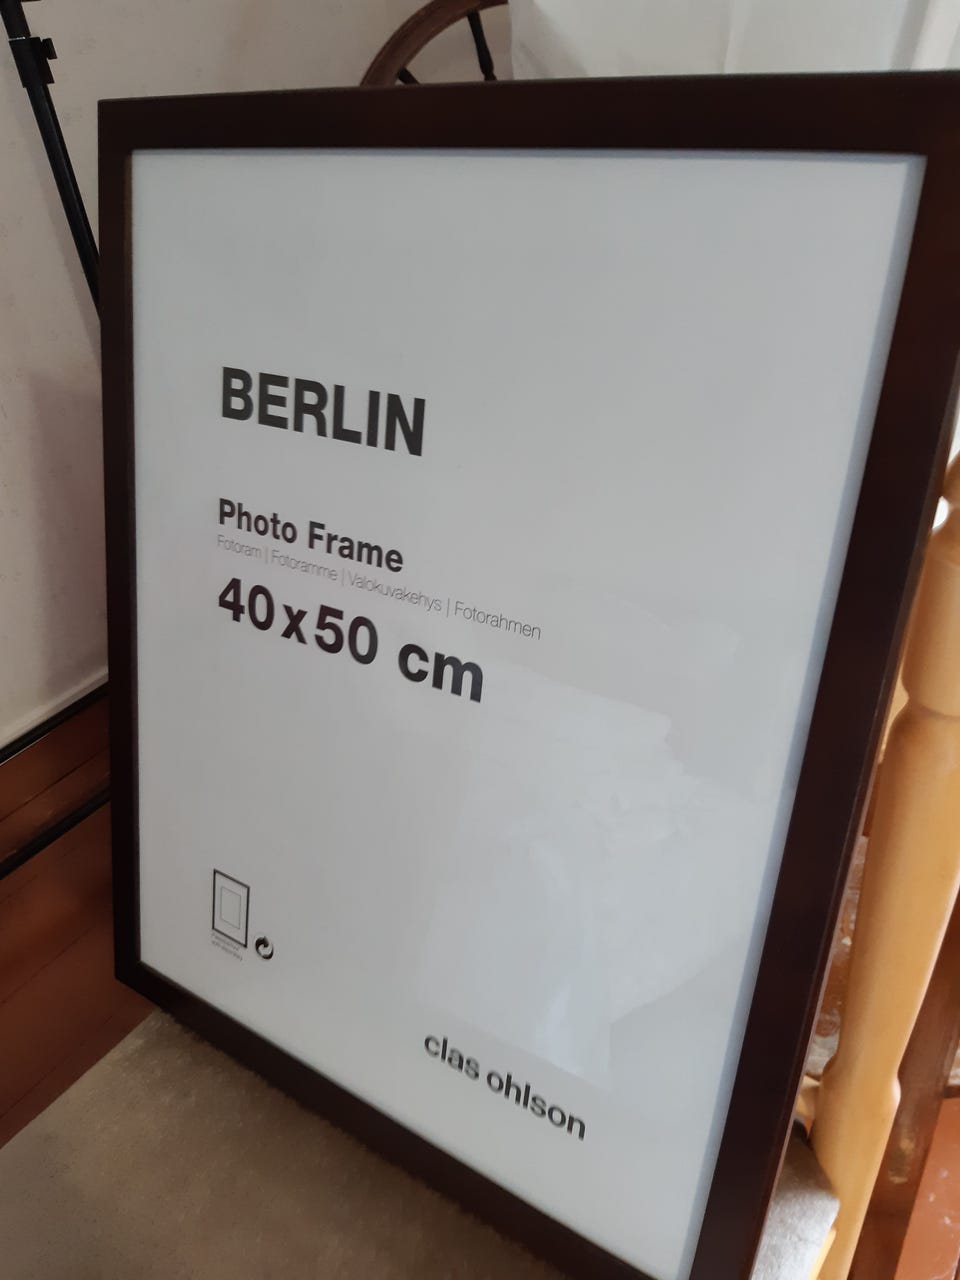 BERLIN
Photo Frame
Fotoram | Fotoramme | Valokuvakehys | Fotorahmen
40x50 cm
clas ohlson